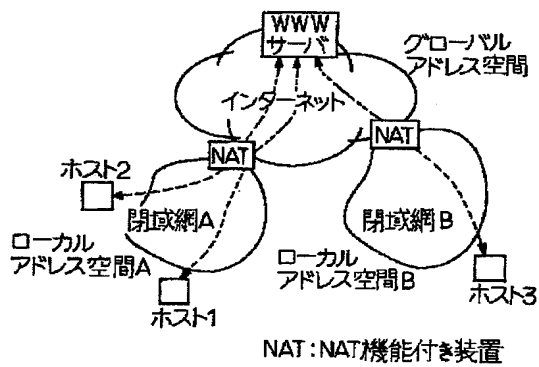 WWW
サーバ
グローバル
アドレス空間
インターネット
NAT
NAT
ホスト2
閉域網A
閉域網B
ローカル
アドレス空間A
ローカル
アドレス空間B
ホスト1
ホスト3
NAT:NAT機能付き装置